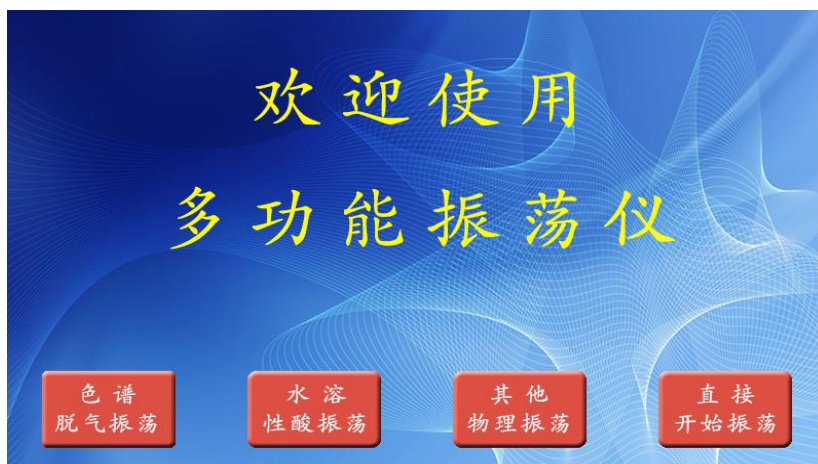 欢迎使用
多功能振荡仪
色谱
脱气振荡
水溶
性酸振荡
其他
物理振荡
直接
开始振荡